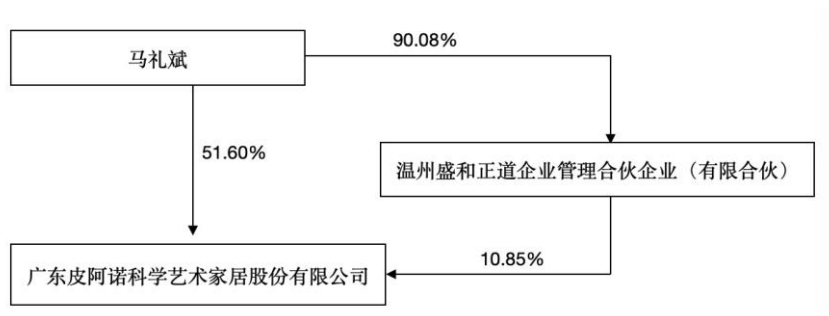 90.08%
马礼斌
51.60%
温州盛和正道企业管理合伙企业（有限合伙）
10.85%
广东皮阿诺科学艺术家居股份有限公司